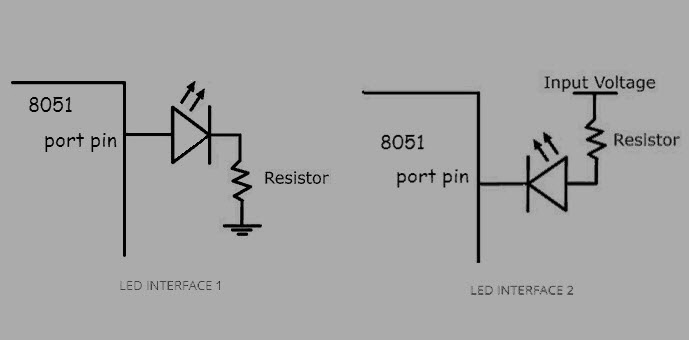 8051
port pin
Resistor
LED INTERFACE 1
Input Voltage
8051
Resistor
port pin
LED INTERFACE 2